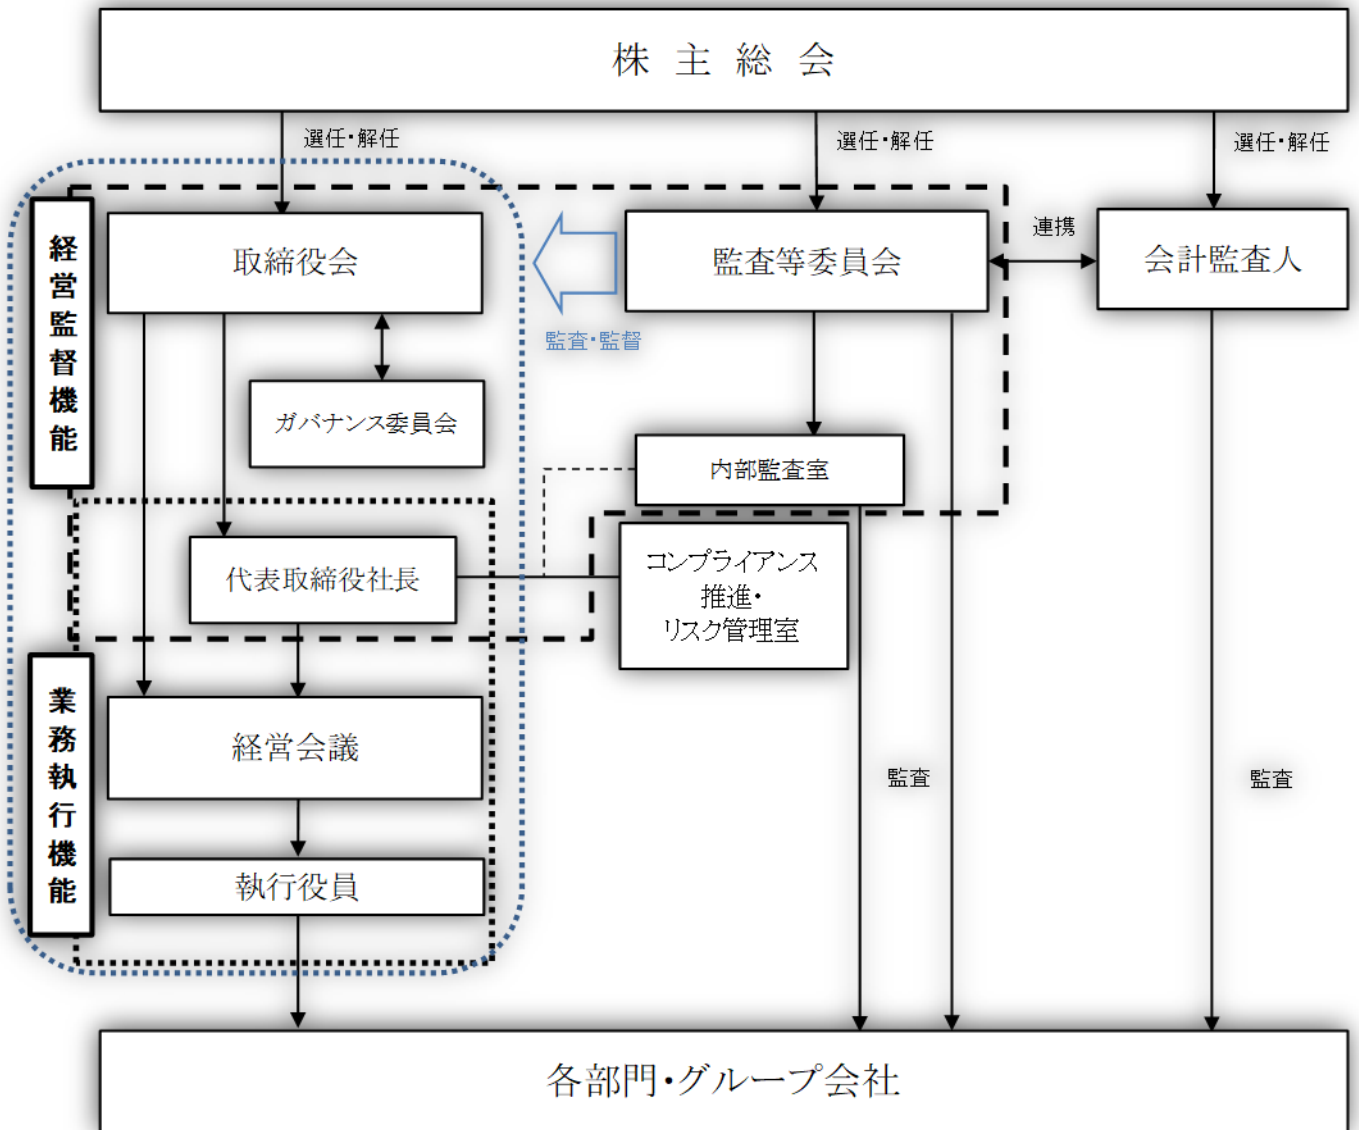 株主総会
選任・解任
選任・解任
選任・解任
経営監督機能
取締役会
監査等委員会
連携
会計監査人
監査・監督
ガバナンス委員会
内部監査室
代表取締役社長
コンプライアンス
推進・
リスク管理室
業務執行機能
経営会議
監査
監査
執行役員
各部門・グループ会社